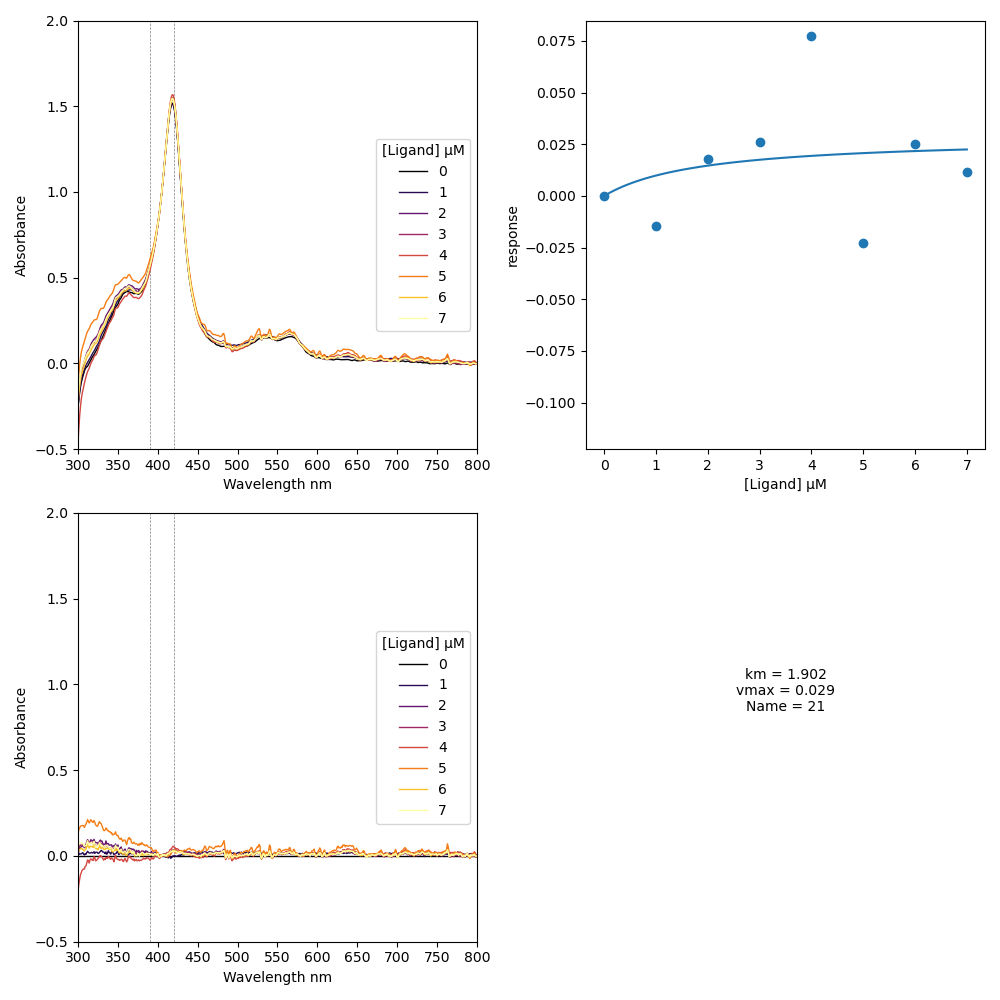 2.0
1.5
1.0
0.5
0.0
−0.5
Absorbance
300 350 400 450 500 550 600 650 700 750 800
Wavelength nm
[Ligand] μM
0
1
2
3
4
5
6
7
0.075
0.050
0.025
0.000
−0.025
−0.050
−0.075
−0.100
response
0 1 2 3 4 5 6 7
[Ligand] μM
2.0
1.5
1.0
0.5
0.0
−0.5
Absorbance
300 350 400 450 500 550 600 650 700 750 800
Wavelength nm
[Ligand] μM
0
1
2
3
4
5
6
7
km = 1.902
vmax = 0.029
Name = 21